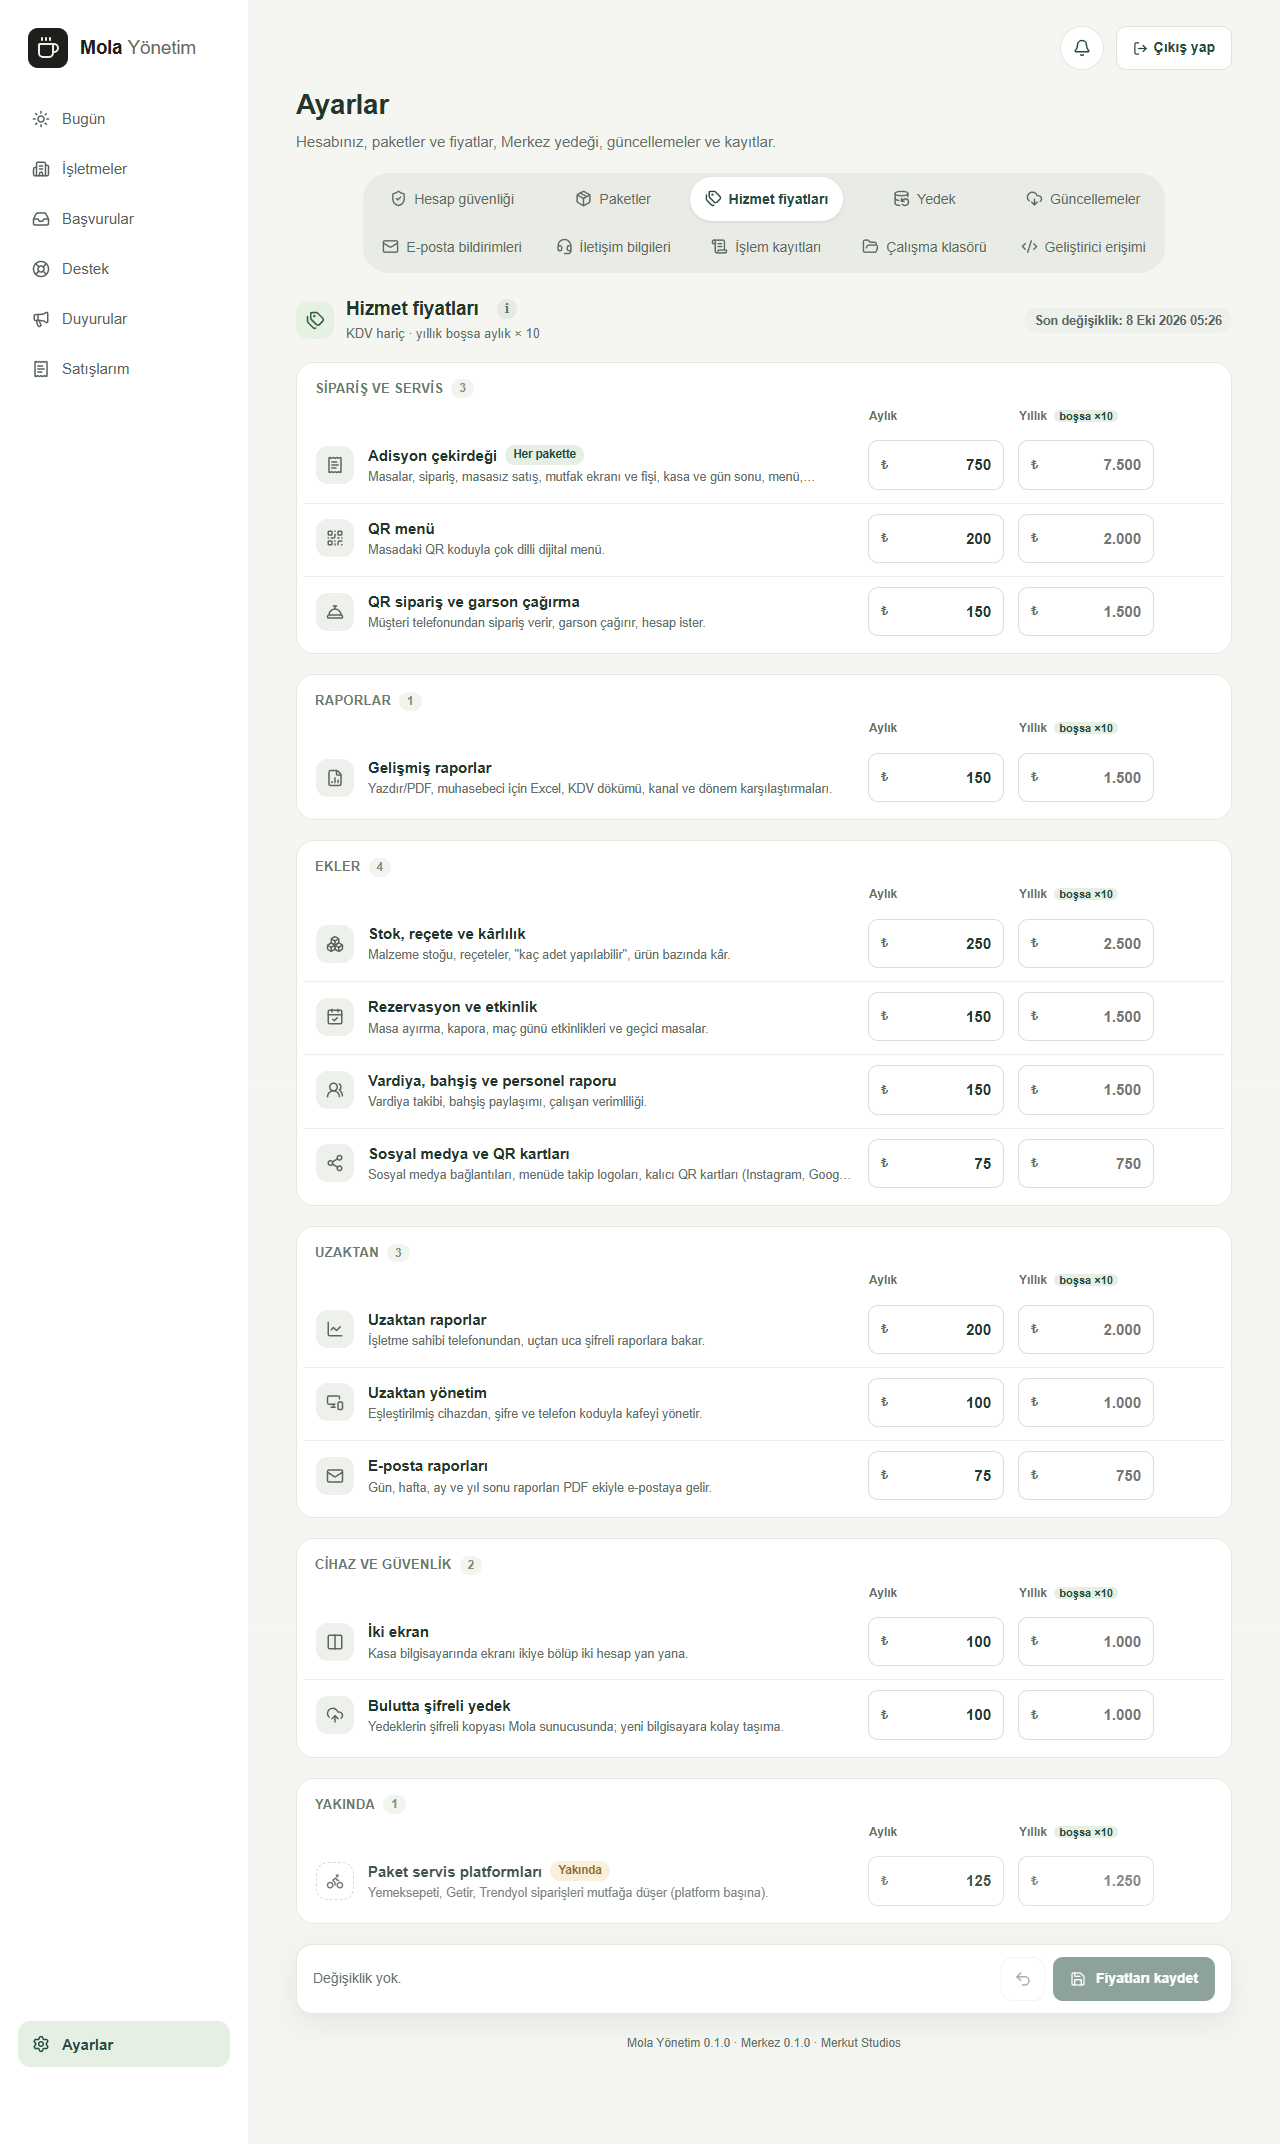 Mola Yönetim
Çıkış yap
Bugün
İşletmeler
Başvurular
Destek
Duyurular
Satışlarım
Ayarlar
Ayarlar
Hesabınız, paketler ve fiyatlar, Merkez yedeği, güncellemeler ve kayıtlar.
Hesap güvenliği Paketler Hizmet fiyatları Yedek Güncellemeler
E-posta bildirimleri İletişim bilgileri İşlem kayıtları Çalışma klasörü Geliştirici erişimi
Hizmet fiyatları i
KDV hariç · yıllık boşsa aylık × 10
Son değişiklik: 8 Eki 2026 05:26
SİPARİŞ VE SERVİS 3
Aylık Yıllık boşsa ×10
Adisyon çekirdeği Her pakette
Masalar, sipariş, masasız satış, mutfak ekranı ve fişi, kasa ve gün sonu, menü,…
₺ 750 ₺ 7.500
QR menü
Masadaki QR koduyla çok dilli dijital menü.
₺ 200 ₺ 2.000
QR sipariş ve garson çağırma
Müşteri telefonundan sipariş verir, garson çağırır, hesap ister.
₺ 150 ₺ 1.500
RAPORLAR 1
Aylık Yıllık boşsa ×10
Gelişmiş raporlar
Yazdır/PDF, muhasebeci için Excel, KDV dökümü, kanal ve dönem karşılaştırmaları.
₺ 150 ₺ 1.500
EKLER 4
Aylık Yıllık boşsa ×10
Stok, reçete ve kârlılık
Malzeme stoğu, reçeteler, "kaç adet yapılabilir", ürün bazında kâr.
₺ 250 ₺ 2.500
Rezervasyon ve etkinlik
Masa ayırma, kapora, maç günü etkinlikleri ve geçici masalar.
₺ 150 ₺ 1.500
Vardiya, bahşiş ve personel raporu
Vardiya takibi, bahşiş paylaşımı, çalışan verimliliği.
₺ 150 ₺ 1.500
Sosyal medya ve QR kartları
Sosyal medya bağlantıları, menüde takip logoları, kalıcı QR kartları (Instagram, Goog…
₺ 75 ₺ 750
UZAKTAN 3
Aylık Yıllık boşsa ×10
Uzaktan raporlar
İşletme sahibi telefonundan, uçtan uca şifreli raporlara bakar.
₺ 200 ₺ 2.000
Uzaktan yönetim
Eşleştirilmiş cihazdan, şifre ve telefon koduyla kafeyi yönetir.
₺ 100 ₺ 1.000
E-posta raporları
Gün, hafta, ay ve yıl sonu raporları PDF ekiyle e-postaya gelir.
₺ 75 ₺ 750
CİHAZ VE GÜVENLİK 2
Aylık Yıllık boşsa ×10
İki ekran
Kasa bilgisayarında ekranı ikiye bölüp iki hesap yan yana.
₺ 100 ₺ 1.000
Bulutta şifreli yedek
Yedeklerin şifreli kopyası Mola sunucusunda; yeni bilgisayara kolay taşıma.
₺ 100 ₺ 1.000
YAKINDA 1
Aylık Yıllık boşsa ×10
Paket servis platformları Yakında
Yemeksepeti, Getir, Trendyol siparişleri mutfağa düşer (platform başına).
₺ 125 ₺ 1.250
Değişiklik yok.
Fiyatları kaydet
Mola Yönetim 0.1.0 · Merkez 0.1.0 · Merkut Studios